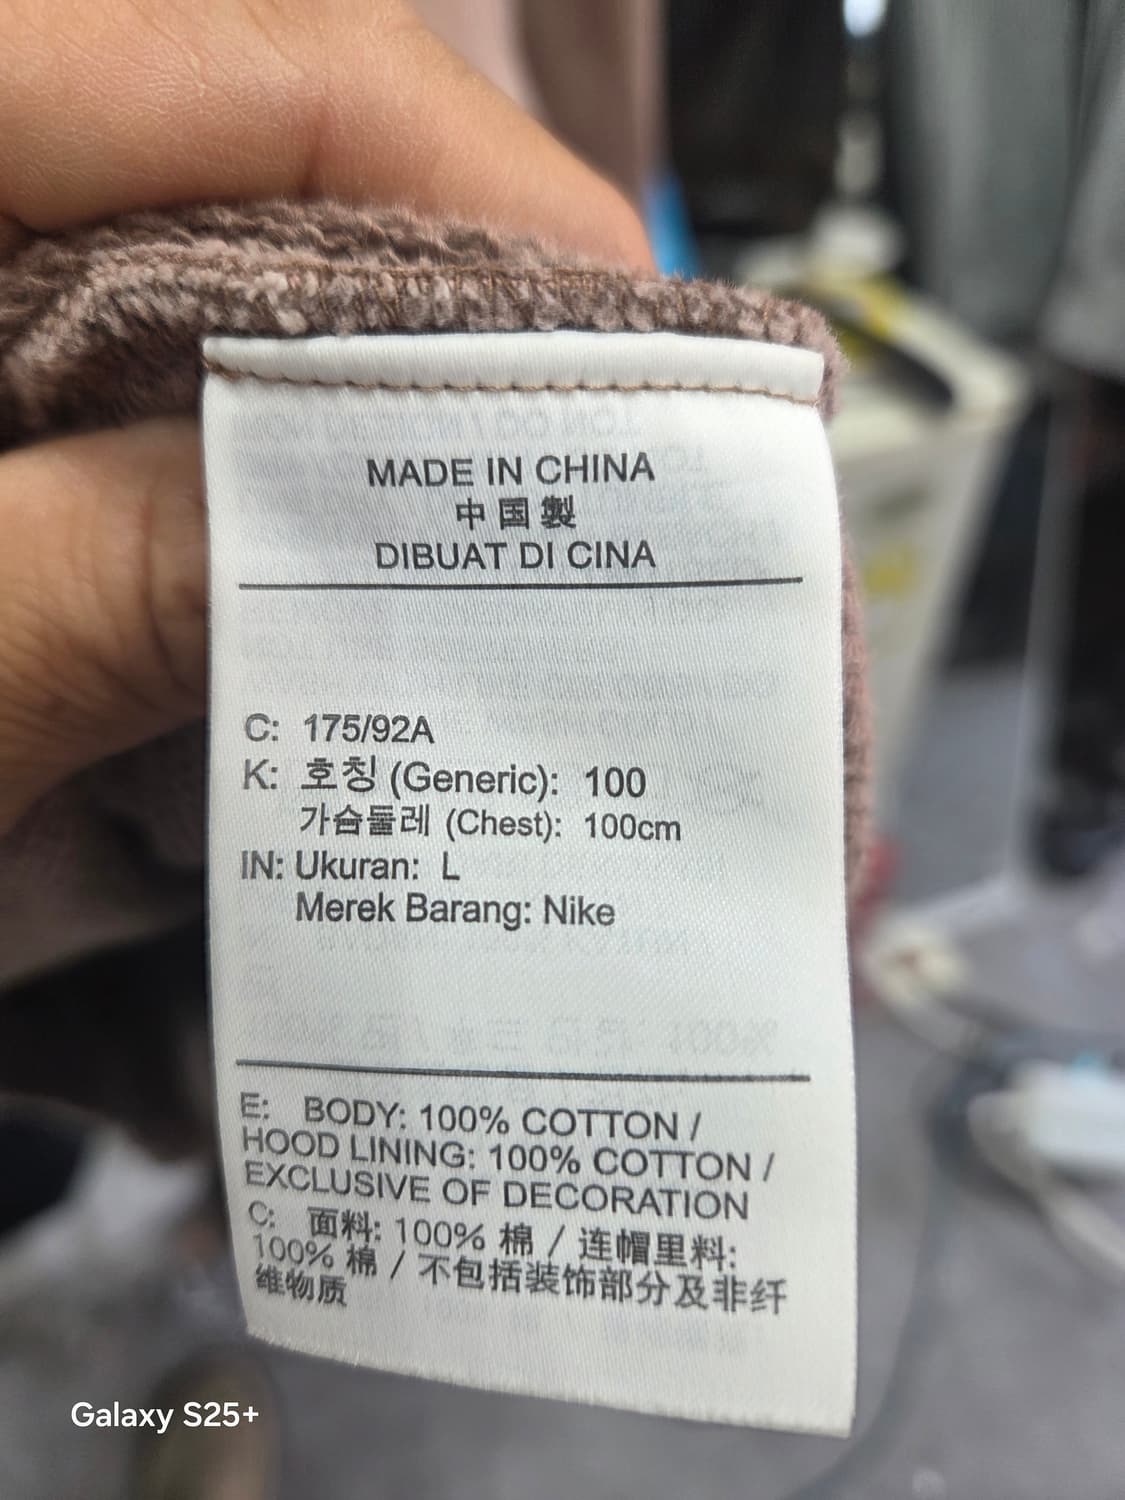 MADE IN CHINA
中国製
DIBUAT DI CINA
C: 175/92A
K: 호칭 (Generic): 100
가슴둘레 (Chest): 100cm
IN: Ukuran: L
Merek Barang: Nike
E: BODY: 100% COTTON /
HOOD LINING: 100% COTTON /
EXCLUSIVE OF DECORATION
C: 面料: 100% 棉 / 连帽里料:
100% 棉 / 不包括装饰部分及非纤
维物质
Galaxy S25+